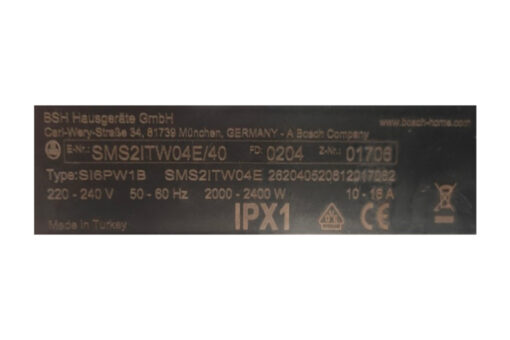 BSH Hausgeräte GmbH
Carl-Wery-Straße 34, 81739 München, GERMANY - A Bosch Company
www.bosch-home.com
E-Nr.: SMS2ITW04E/40 FD: 0204 Z-Nr.: 01706
Type:SI6PW1B SMS2ITW04E 262040520812017062
220 - 240 V 50 - 60 Hz 2000 - 2400 W 10 - 16 A
Made in Turkey IPX1 CE